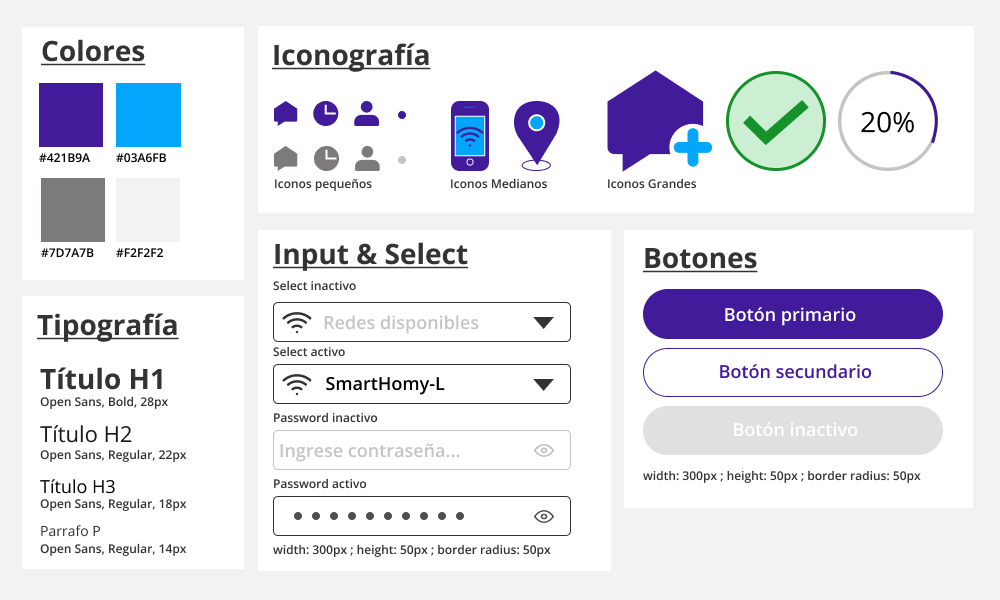 Colores
#421B9A
#03A6FB
#7D7A7B
#F2F2F2
Tipografía
Título H1
Open Sans, Bold, 28px
Título H2
Open Sans, Regular, 22px
Título H3
Open Sans, Regular, 18px
Parrafo P
Open Sans, Regular, 14px
Iconografía
20%
Iconos pequeños
Iconos Medianos
Iconos Grandes
Input & Select
Select inactivo
Redes disponibles
Select activo
SmartHomy-L
Password inactivo
Ingrese contraseña...
Password activo
width: 300px ; height: 50px ; border radius: 50px
Botones
Botón primario
Botón secundario
Botón inactivo
width: 300px ; height: 50px ; border radius: 50px